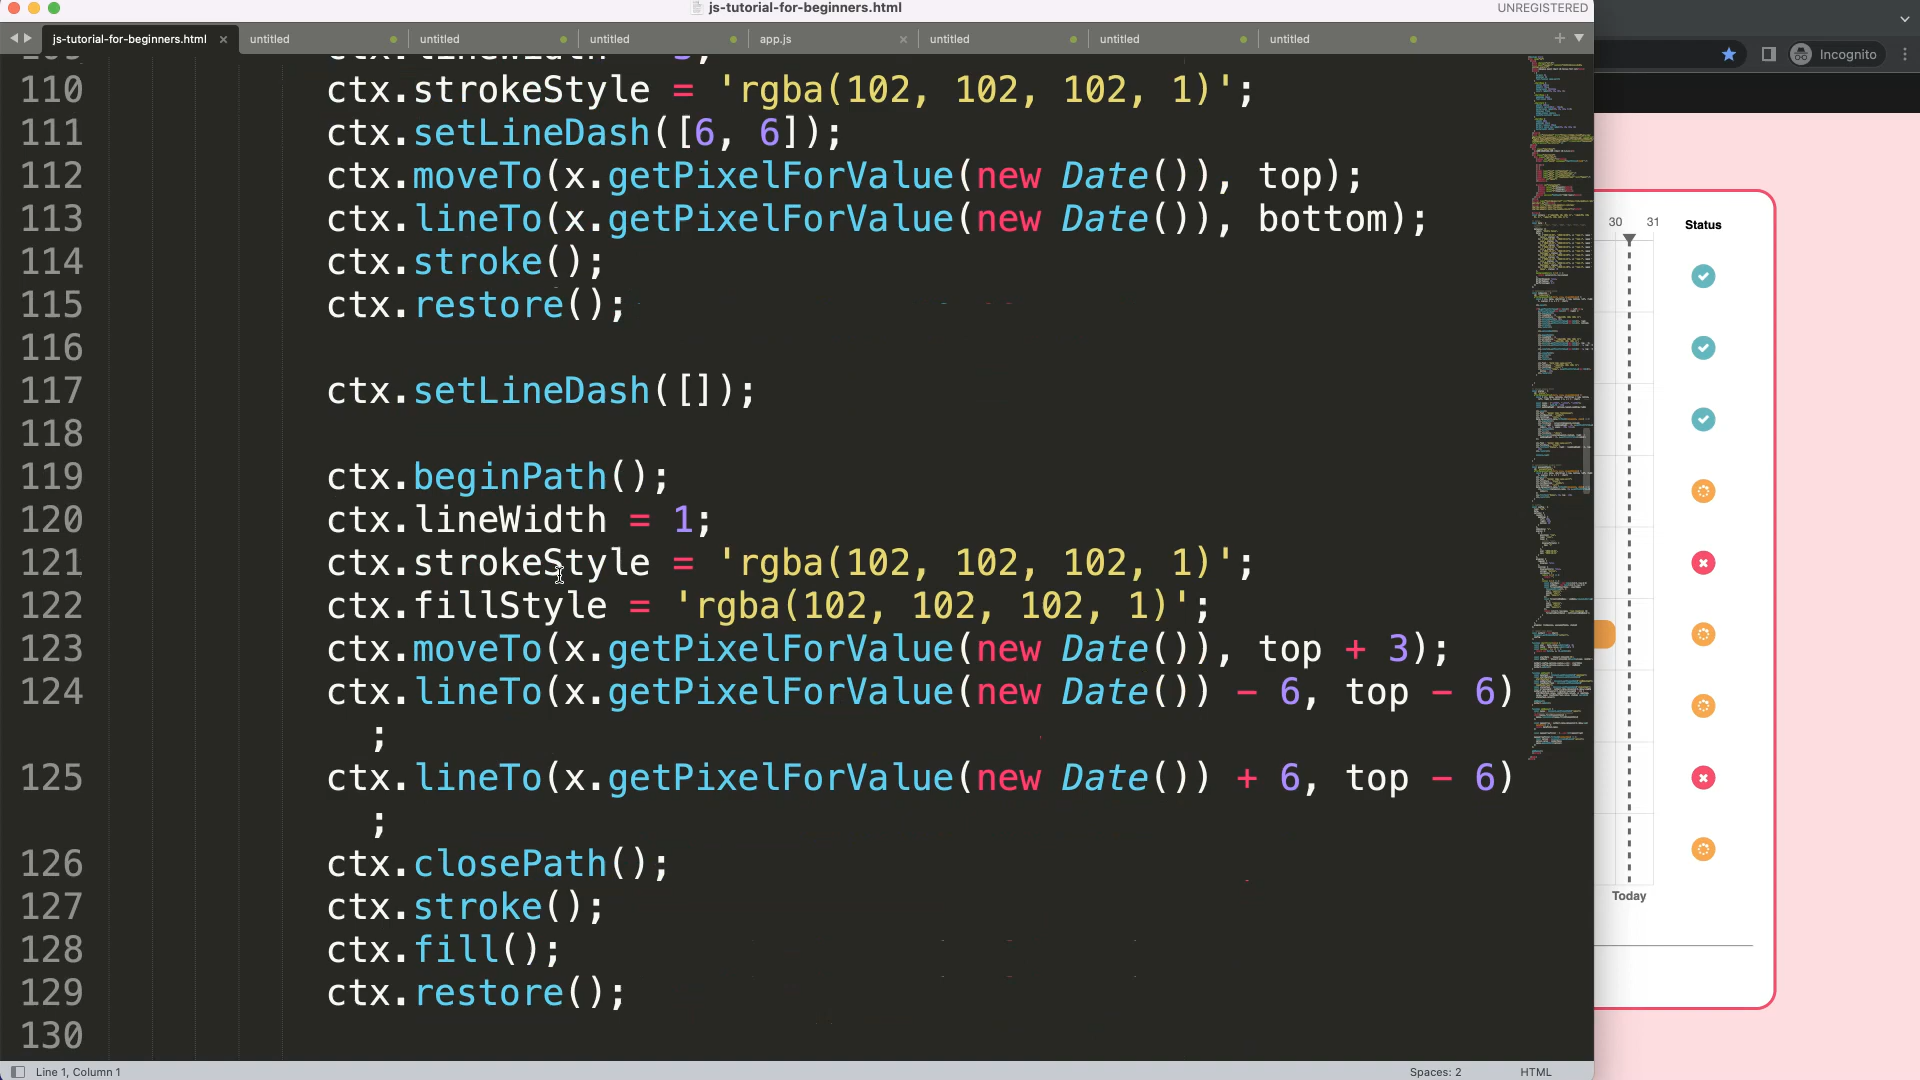 js-tutorial-for-beginners.html
UNREGISTERED
js-tutorial-for-beginners.html × untitled untitled untitled app.js × untitled untitled untitled
Incognito
110 ctx.strokeStyle = 'rgba(102, 102, 102, 1)';
111 ctx.setLineDash([6, 6]);
112 ctx.moveTo(x.getPixelForValue(new Date()), top);
113 ctx.lineTo(x.getPixelForValue(new Date()), bottom);
114 ctx.stroke();
115 ctx.restore();
116
117 ctx.setLineDash([]);
118
119 ctx.beginPath();
120 ctx.lineWidth = 1;
121 ctx.strokeStyle = 'rgba(102, 102, 102, 1)';
122 ctx.fillStyle = 'rgba(102, 102, 102, 1)';
123 ctx.moveTo(x.getPixelForValue(new Date()), top + 3);
124 ctx.lineTo(x.getPixelForValue(new Date()) - 6, top - 6)
;
125 ctx.lineTo(x.getPixelForValue(new Date()) + 6, top - 6)
;
126 ctx.closePath();
127 ctx.stroke();
128 ctx.fill();
129 ctx.restore();
130
30 31 Status
Today
Line 1, Column 1
Spaces: 2
HTML